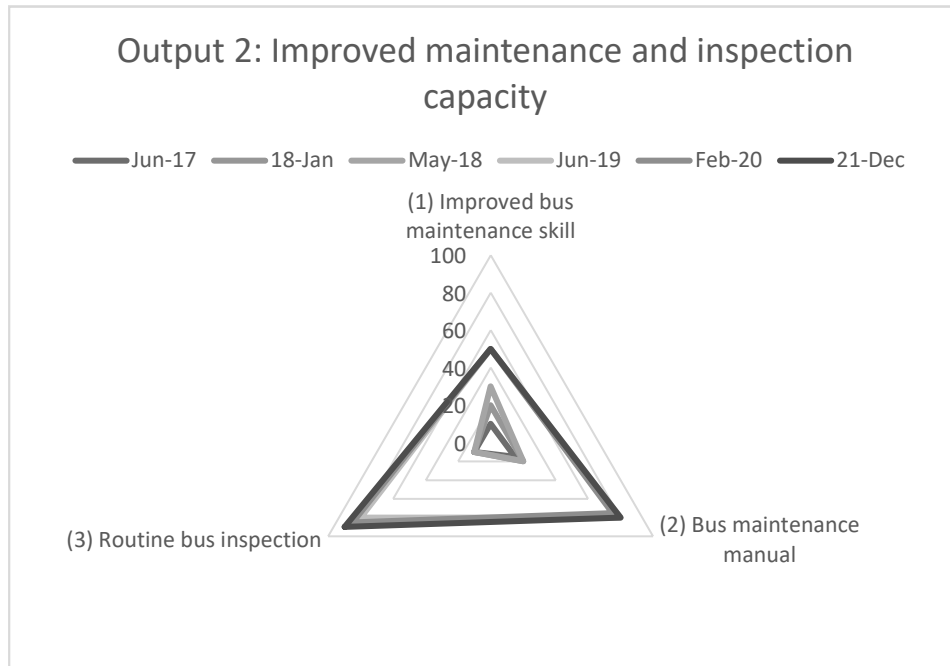 Output 2: Improved maintenance and inspection
capacity
Jun-17 18-Jan May-18 Jun-19 Feb-20 21-Dec
(1) Improved bus
maintenance skill
100
80
60
40
20
0
(3) Routine bus inspection
(2) Bus maintenance
manual